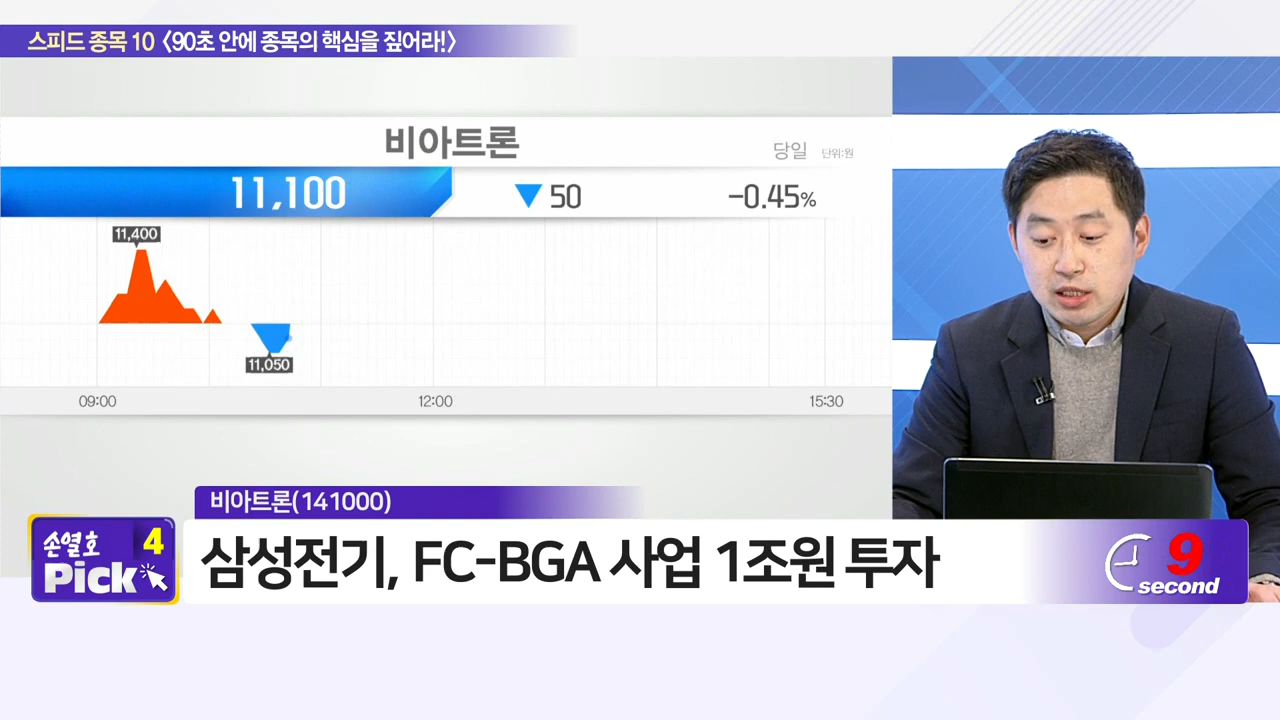 스피드 종목 10 〈90초 안에 종목의 핵심을 짚어라!〉
비아트론
당일 단위:원
11,100 ▼ 50 -0.45%
11,400
11,050
09:00 12:00 15:30
비아트론(141000)
손열호 4
Pick
삼성전기, FC-BGA 사업 1조원 투자
9
second